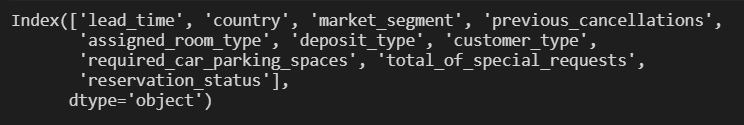 Index(['lead_time', 'country', 'market_segment', 'previous_cancellations',
       'assigned_room_type', 'deposit_type', 'customer_type',
       'required_car_parking_spaces', 'total_of_special_requests',
       'reservation_status'],
      dtype='object')